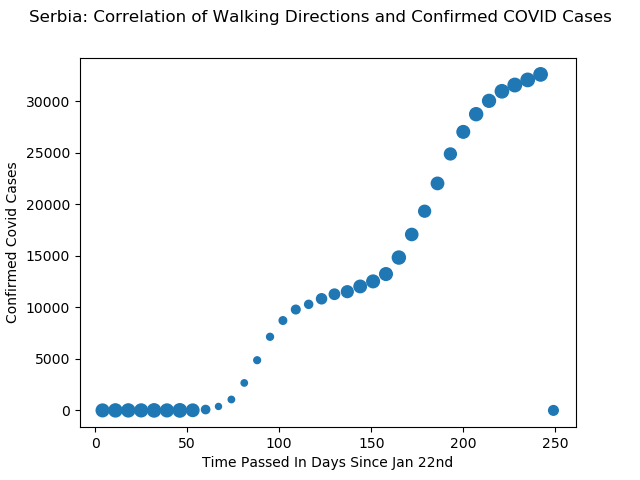 Serbia: Correlation of Walking Directions and Confirmed COVID Cases
Confirmed Covid Cases
30000
25000
20000
15000
10000
5000
0
0 50 100 150 200 250
Time Passed In Days Since Jan 22nd